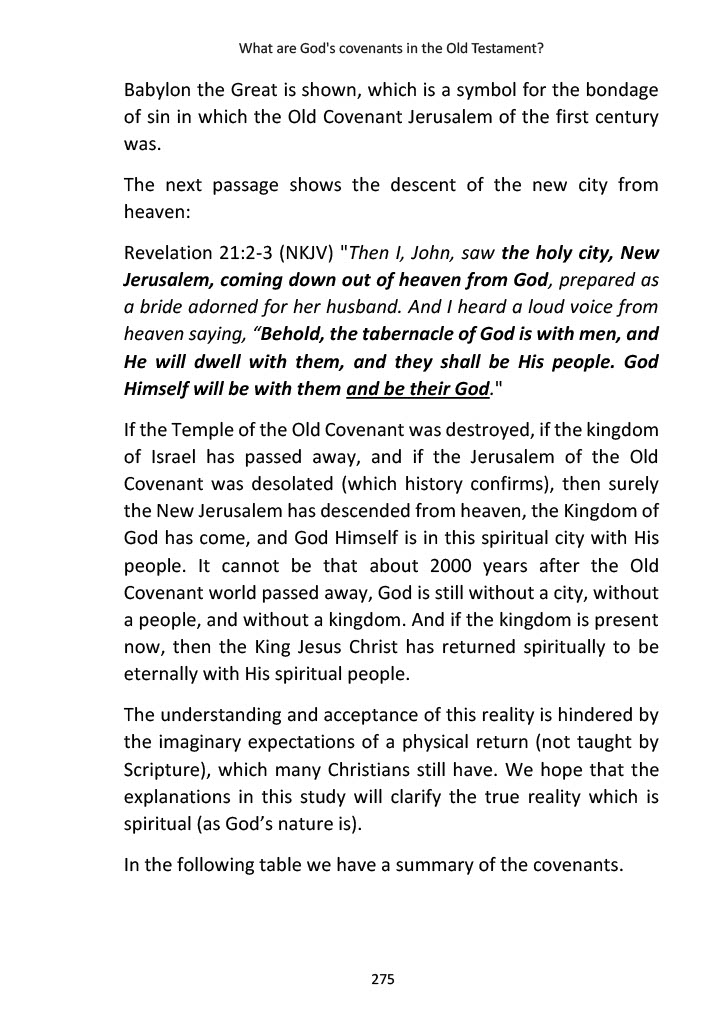 What are God's covenants in the Old Testament?
Babylon the Great is shown, which is a symbol for the bondage
of sin in which the Old Covenant Jerusalem of the first century
was.
The next passage shows the descent of the new city from
heaven:
Revelation 21:2-3 (NKJV) "Then I, John, saw the holy city, New
Jerusalem, coming down out of heaven from God, prepared as
a bride adorned for her husband. And I heard a loud voice from
heaven saying, “Behold, the tabernacle of God is with men, and
He will dwell with them, and they shall be His people. God
Himself will be with them and be their God."
If the Temple of the Old Covenant was destroyed, if the kingdom
of Israel has passed away, and if the Jerusalem of the Old
Covenant was desolated (which history confirms), then surely
the New Jerusalem has descended from heaven, the Kingdom of
God has come, and God Himself is in this spiritual city with His
people. It cannot be that about 2000 years after the Old
Covenant world passed away, God is still without a city, without
a people, and without a kingdom. And if the kingdom is present
now, then the King Jesus Christ has returned spiritually to be
eternally with His spiritual people.
The understanding and acceptance of this reality is hindered by
the imaginary expectations of a physical return (not taught by
Scripture), which many Christians still have. We hope that the
explanations in this study will clarify the true reality which is
spiritual (as God’s nature is).
In the following table we have a summary of the covenants.
275